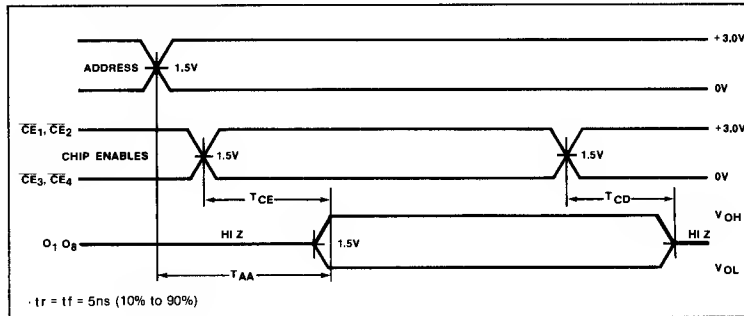 +3.0V
ADDRESS
1.5V
0V
CE1, CE2
+3.0V
CHIP ENABLES
1.5V
1.5V
CE3, CE4
0V
TCE
TCD
VOH
HI Z
HI Z
O1 O8
1.5V
TAA
VOL
· tr = tf = 5ns (10% to 90%)